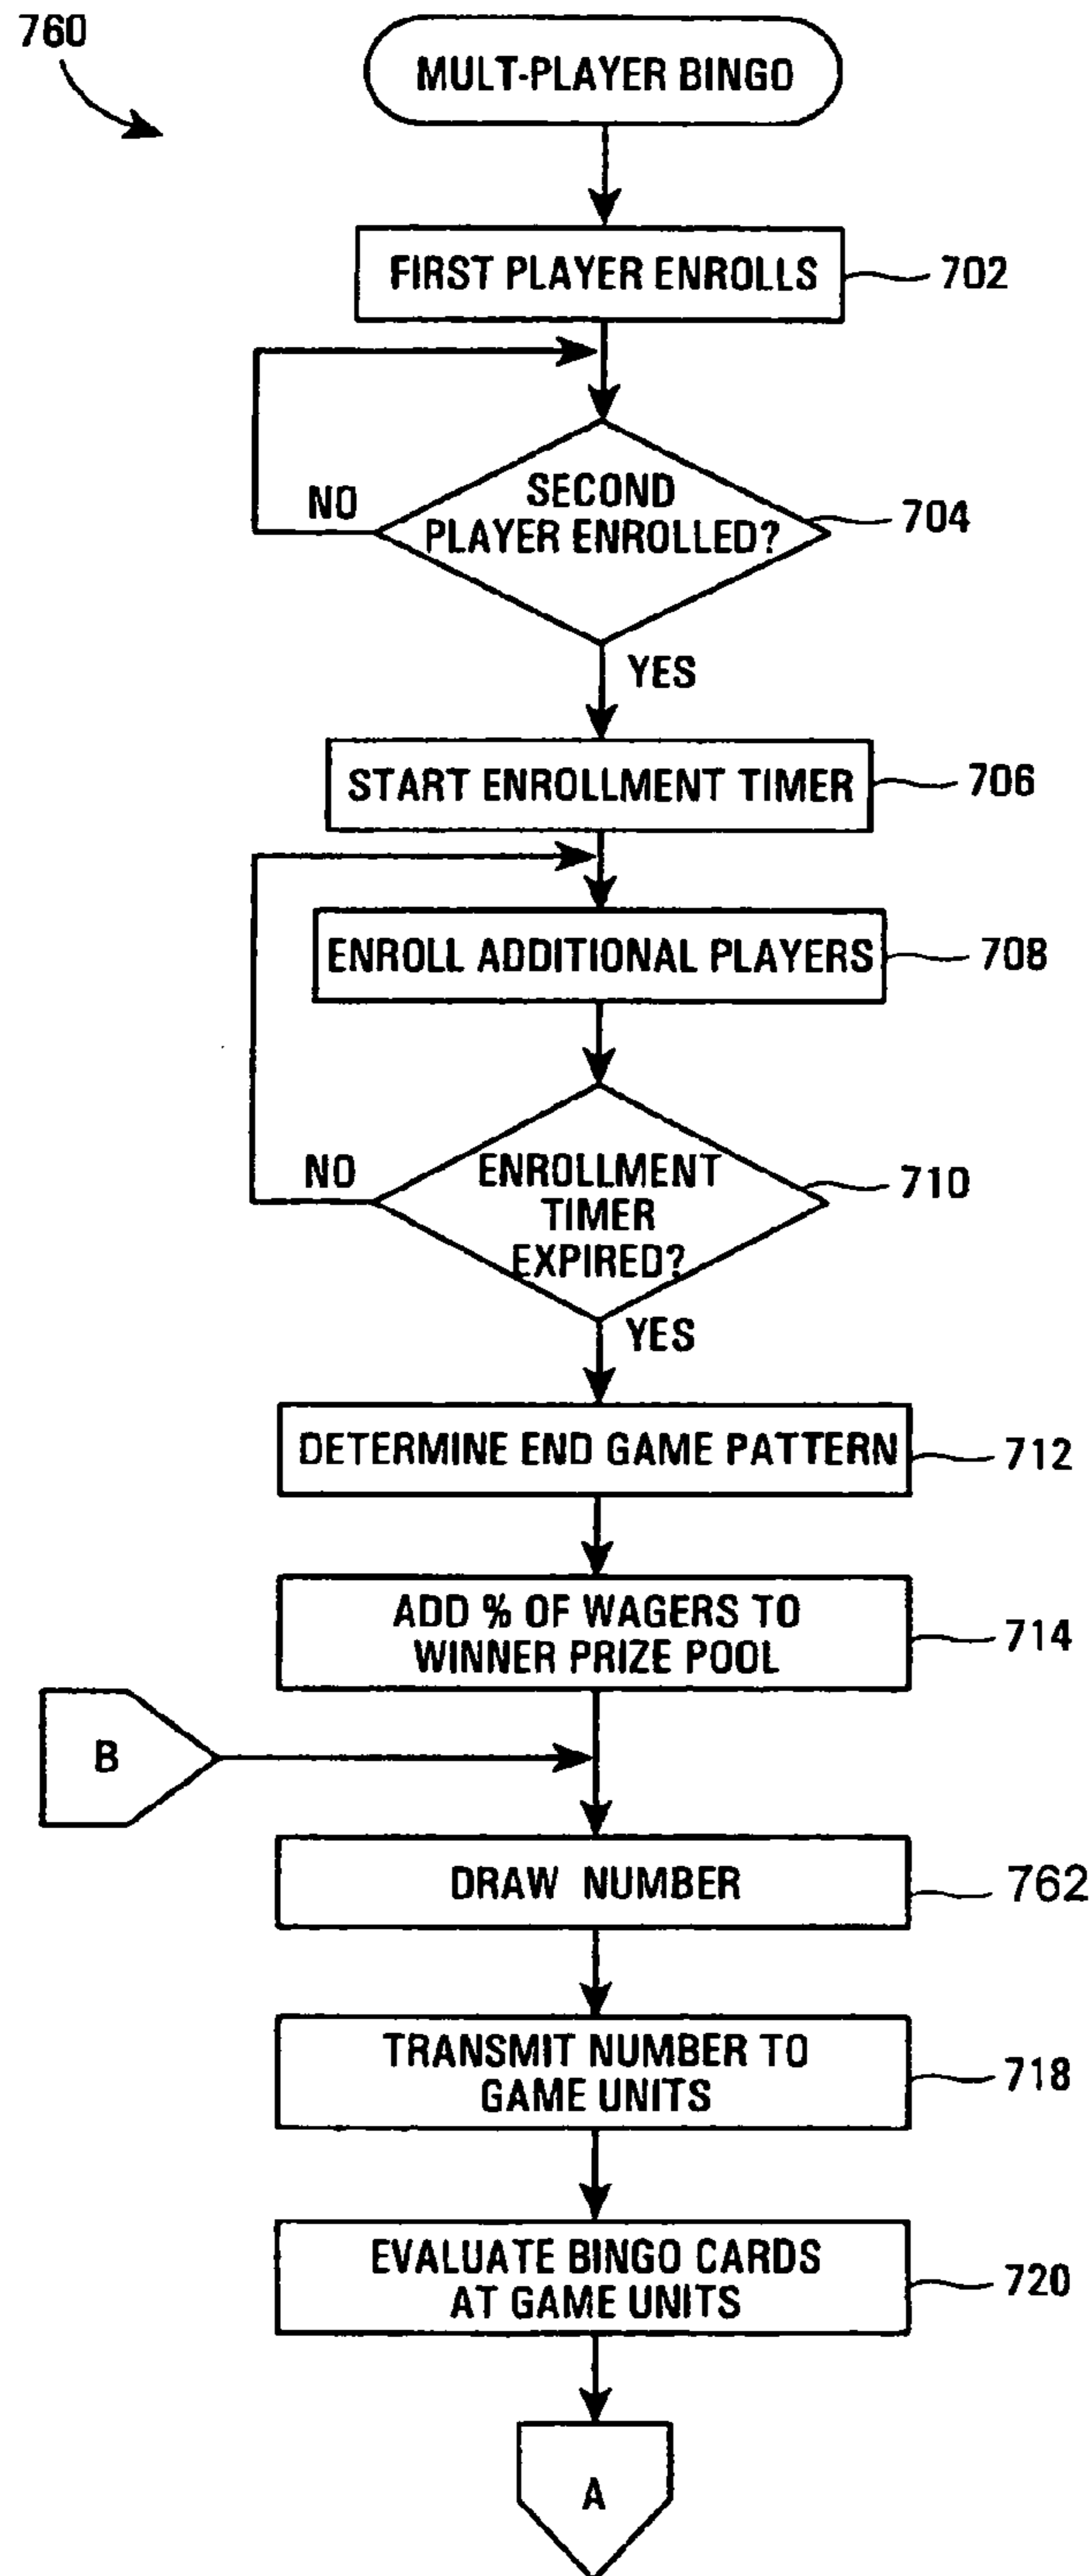 760
MULT-PLAYER BINGO
FIRST PLAYER ENROLLS
702
SECOND
PLAYER ENROLLED?
704
NO
YES
START ENROLLMENT TIMER
706
ENROLL ADDITIONAL PLAYERS
708
ENROLLMENT
TIMER
EXPIRED?
710
NO
YES
DETERMINE END GAME PATTERN
712
ADD % OF WAGERS TO
WINNER PRIZE POOL
714
B
DRAW NUMBER
762
TRANSMIT NUMBER TO
GAME UNITS
718
EVALUATE BINGO CARDS
AT GAME UNITS
720
A